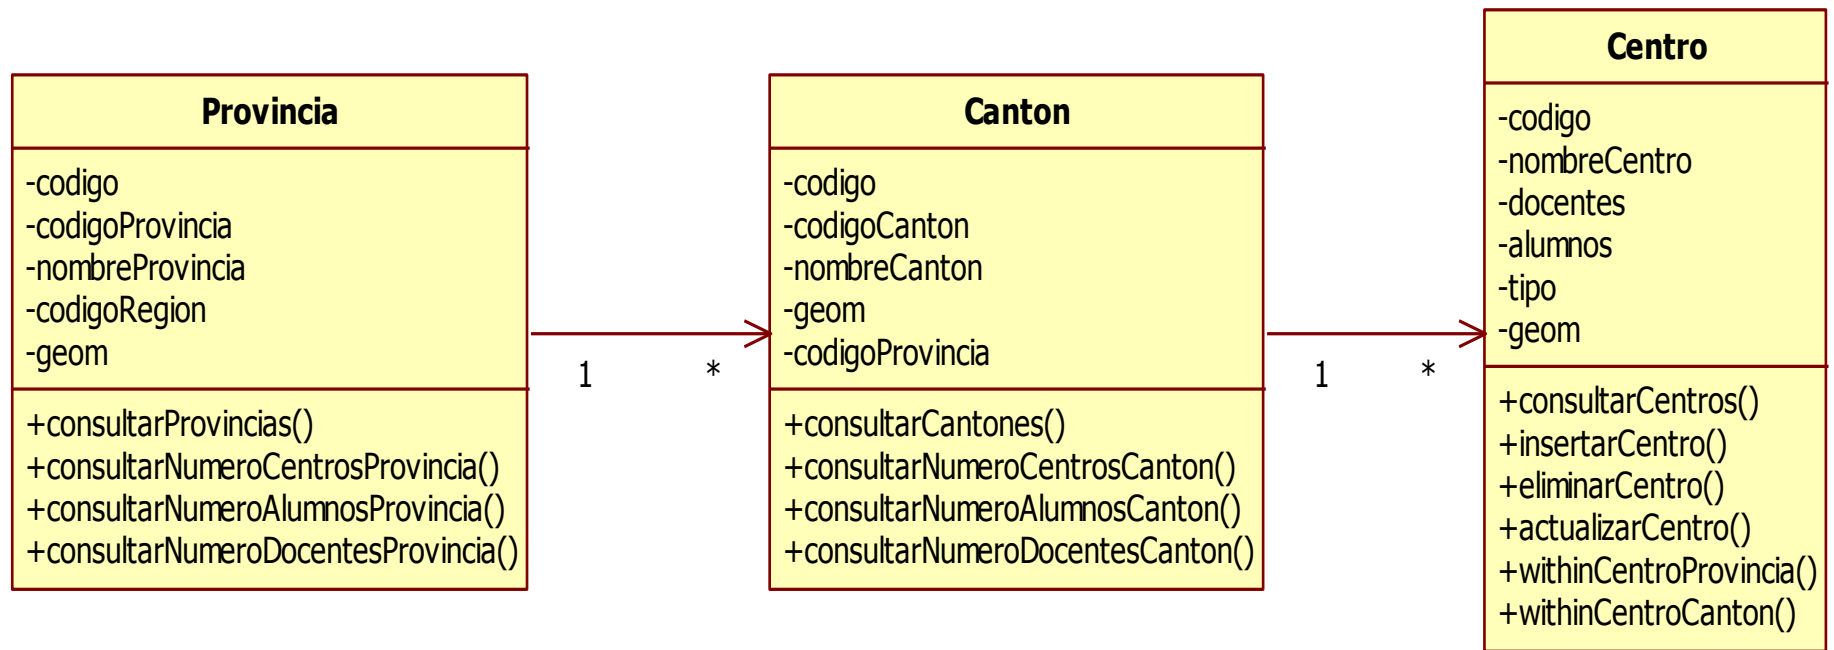 Provincia
-codigo
-codigoProvincia
-nombreProvincia
-codigoRegion
-geom
+consultarProvincias()
+consultarNumeroCentrosProvincia()
+consultarNumeroAlumnosProvincia()
+consultarNumeroDocentesProvincia()
1
*
Canton
-codigo
-codigoCanton
-nombreCanton
-geom
-codigoProvincia
+consultarCantones()
+consultarNumeroCentrosCanton()
+consultarNumeroAlumnosCanton()
+consultarNumeroDocentesCanton()
1
*
Centro
-codigo
-nombreCentro
-docentes
-alumnos
-tipo
-geom
+consultarCentros()
+insertarCentro()
+eliminarCentro()
+actualizarCentro()
+withinCentroProvincia()
+withinCentroCanton()